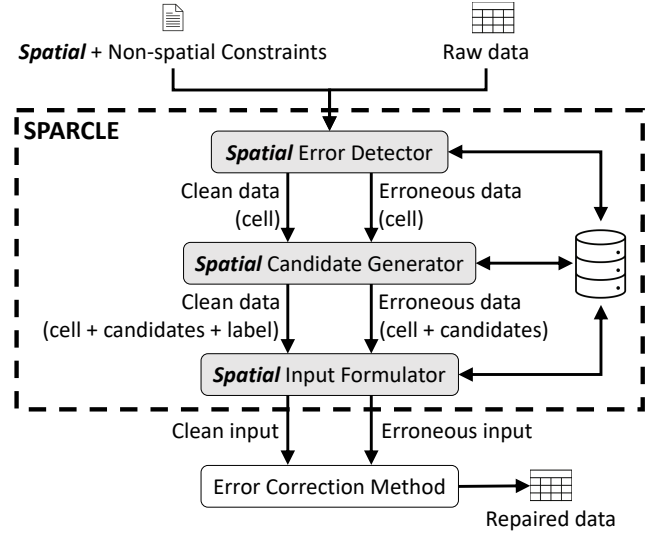 Spatial + Non-spatial Constraints
Raw data
SPARCLE
Spatial Error Detector
Clean data
(cell)
Erroneous data
(cell)
Spatial Candidate Generator
Clean data
(cell + candidates + label)
Erroneous data
(cell + candidates)
Spatial Input Formulator
Clean input
Erroneous input
Error Correction Method
Repaired data